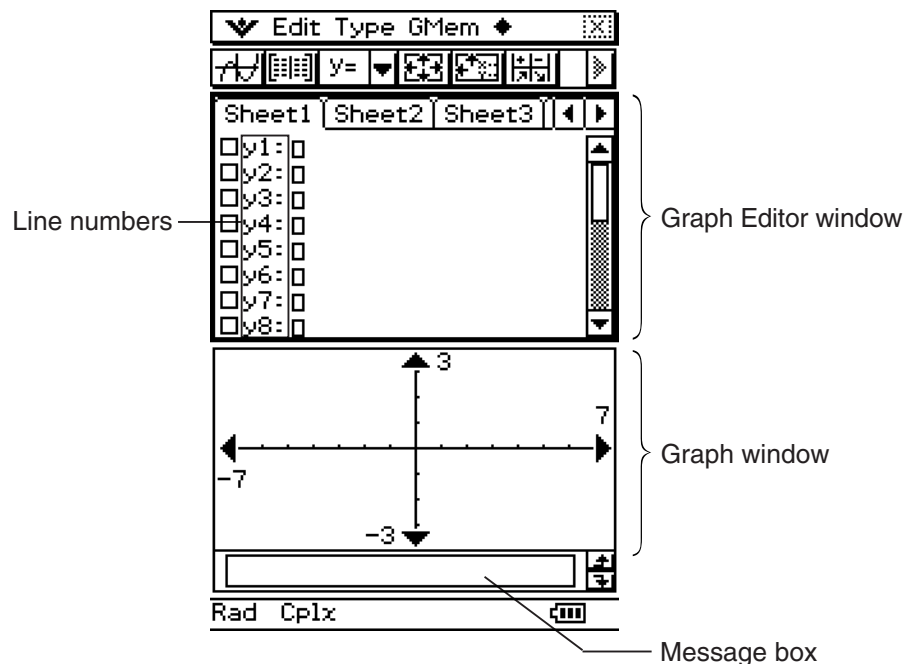 Edit Type GMem
y=
Sheet1 Sheet2 Sheet3
y1:
y2:
y3:
Line numbers
y4:
Graph Editor window
y5:
y6:
y7:
y8:
3
7
-7
Graph window
-3
Rad Cplx
Message box